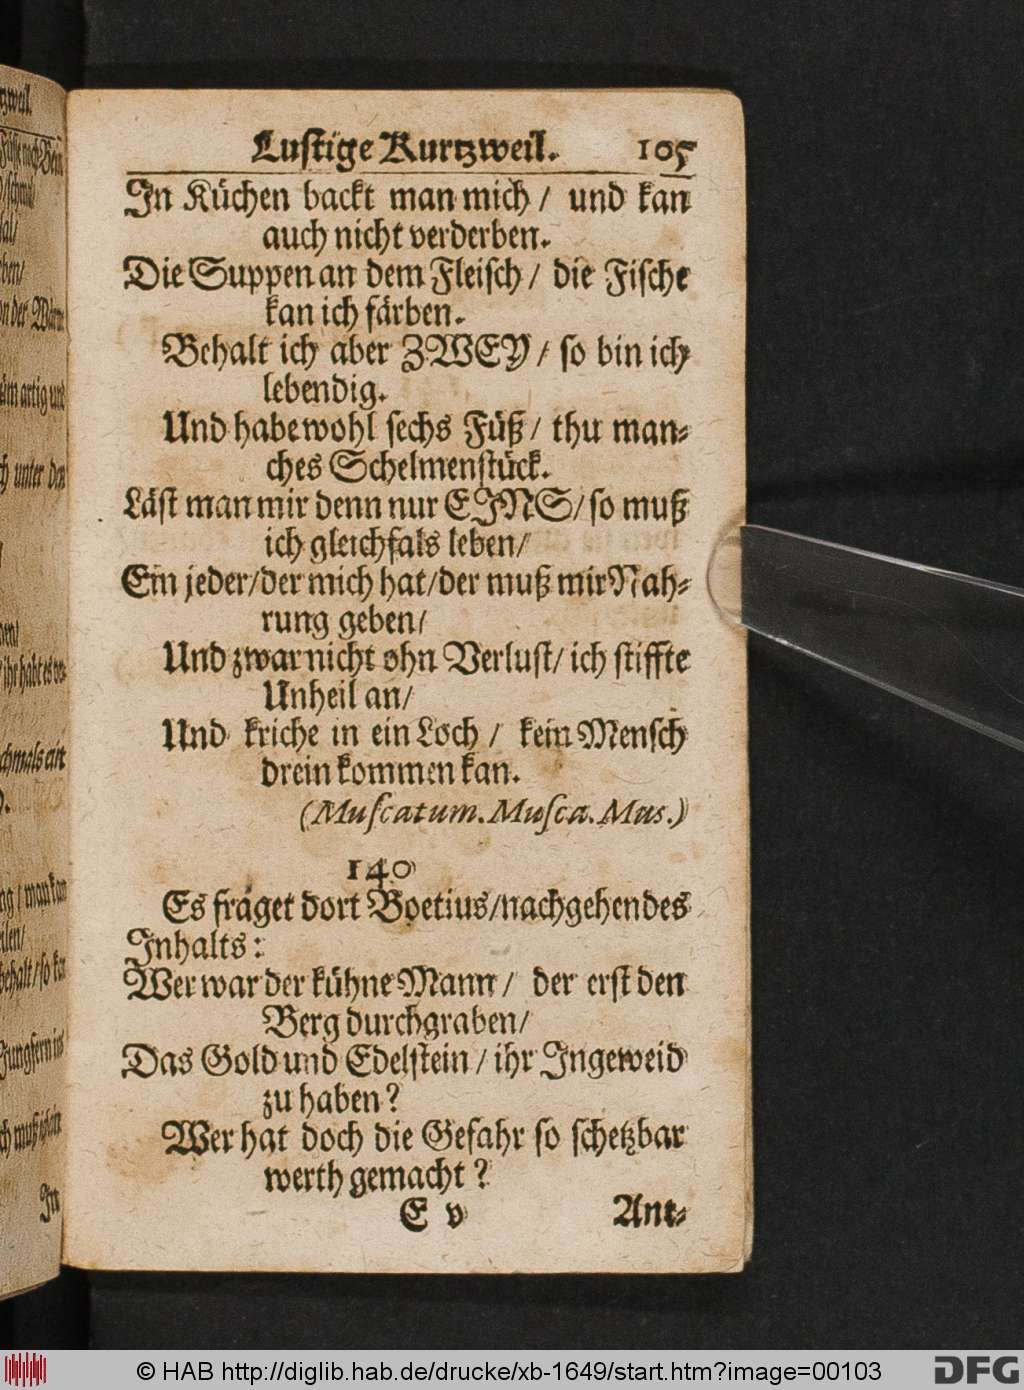 Lustige Kurtzweil. 105
In Küchen backt man mich / und kan
auch nicht verderben.
Die Suppen an dem Fleisch / die Fische
kan ich färben.
Behalt ich aber ZWEY / so bin ich
lebendig.
Und habe wohl sechs Füß / thu man-
ches Schelmenstück.
Läst man mir denn nur EINS / so muß
ich gleichfals leben /
Ein jeder / der mich hat / der muß mir Nah-
rung geben /
Und zwar nicht ohn Verlust / ich stiffte
Unheil an /
Und krieche in ein Loch / kein Mensch
drein kommen kan.
(Muscatum. Musca. Mus.)
140
Es fräget dort Boetius / nachgehendes
Inhalts:
Wer war der kühne Mann / der erst den
Berg durchgraben /
Das Gold und Edelstein / ihr Ingeweid
zu haben?
Wer hat doch die Gefahr so schetzbar
werth gemacht?
E v Ant-
© HAB http://diglib.hab.de/drucke/xb-1649/start.htm?image=00103
DFG